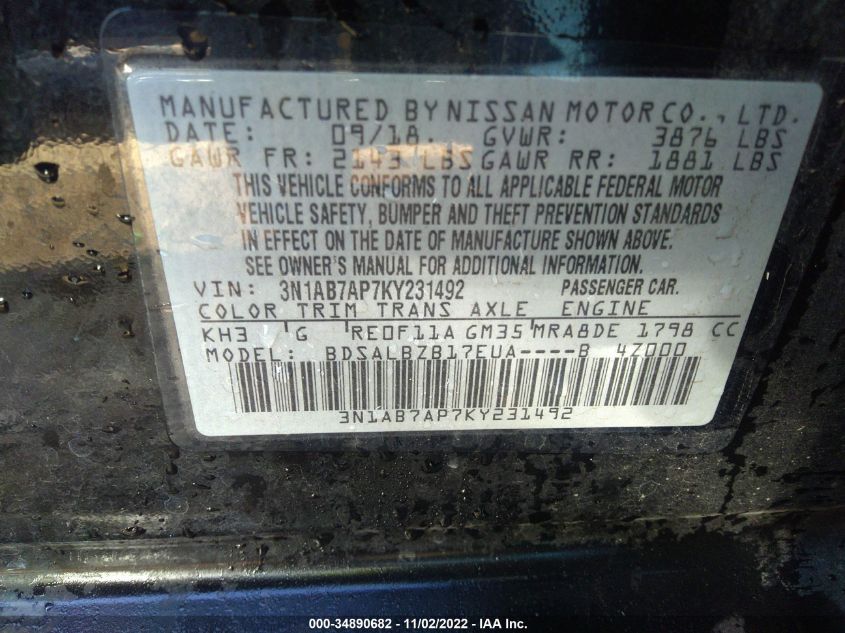 MANUFACTURED BY NISSAN MOTOR CO., LTD.
DATE: 09/18. GVWR: 3876 LBS
GAWR FR: 2143 LBS GAWR RR: 1881 LBS
THIS VEHICLE CONFORMS TO ALL APPLICABLE FEDERAL MOTOR
VEHICLE SAFETY, BUMPER AND THEFT PREVENTION STANDARDS
IN EFFECT ON THE DATE OF MANUFACTURE SHOWN ABOVE.
SEE OWNER'S MANUAL FOR ADDITIONAL INFORMATION
VIN: 3N1AB7AP7KY231492 PASSENGER CAR.
COLOR TRIM TRANS AXLE ENGINE
KH3 G RE0F11A GM35 MRA8DE 1798 CC
MODEL: BDSALBZB17EUA----B 4Z000
3N1AB7AP7KY231492
000-34890682 - 11/02/2022 - IAA Inc.